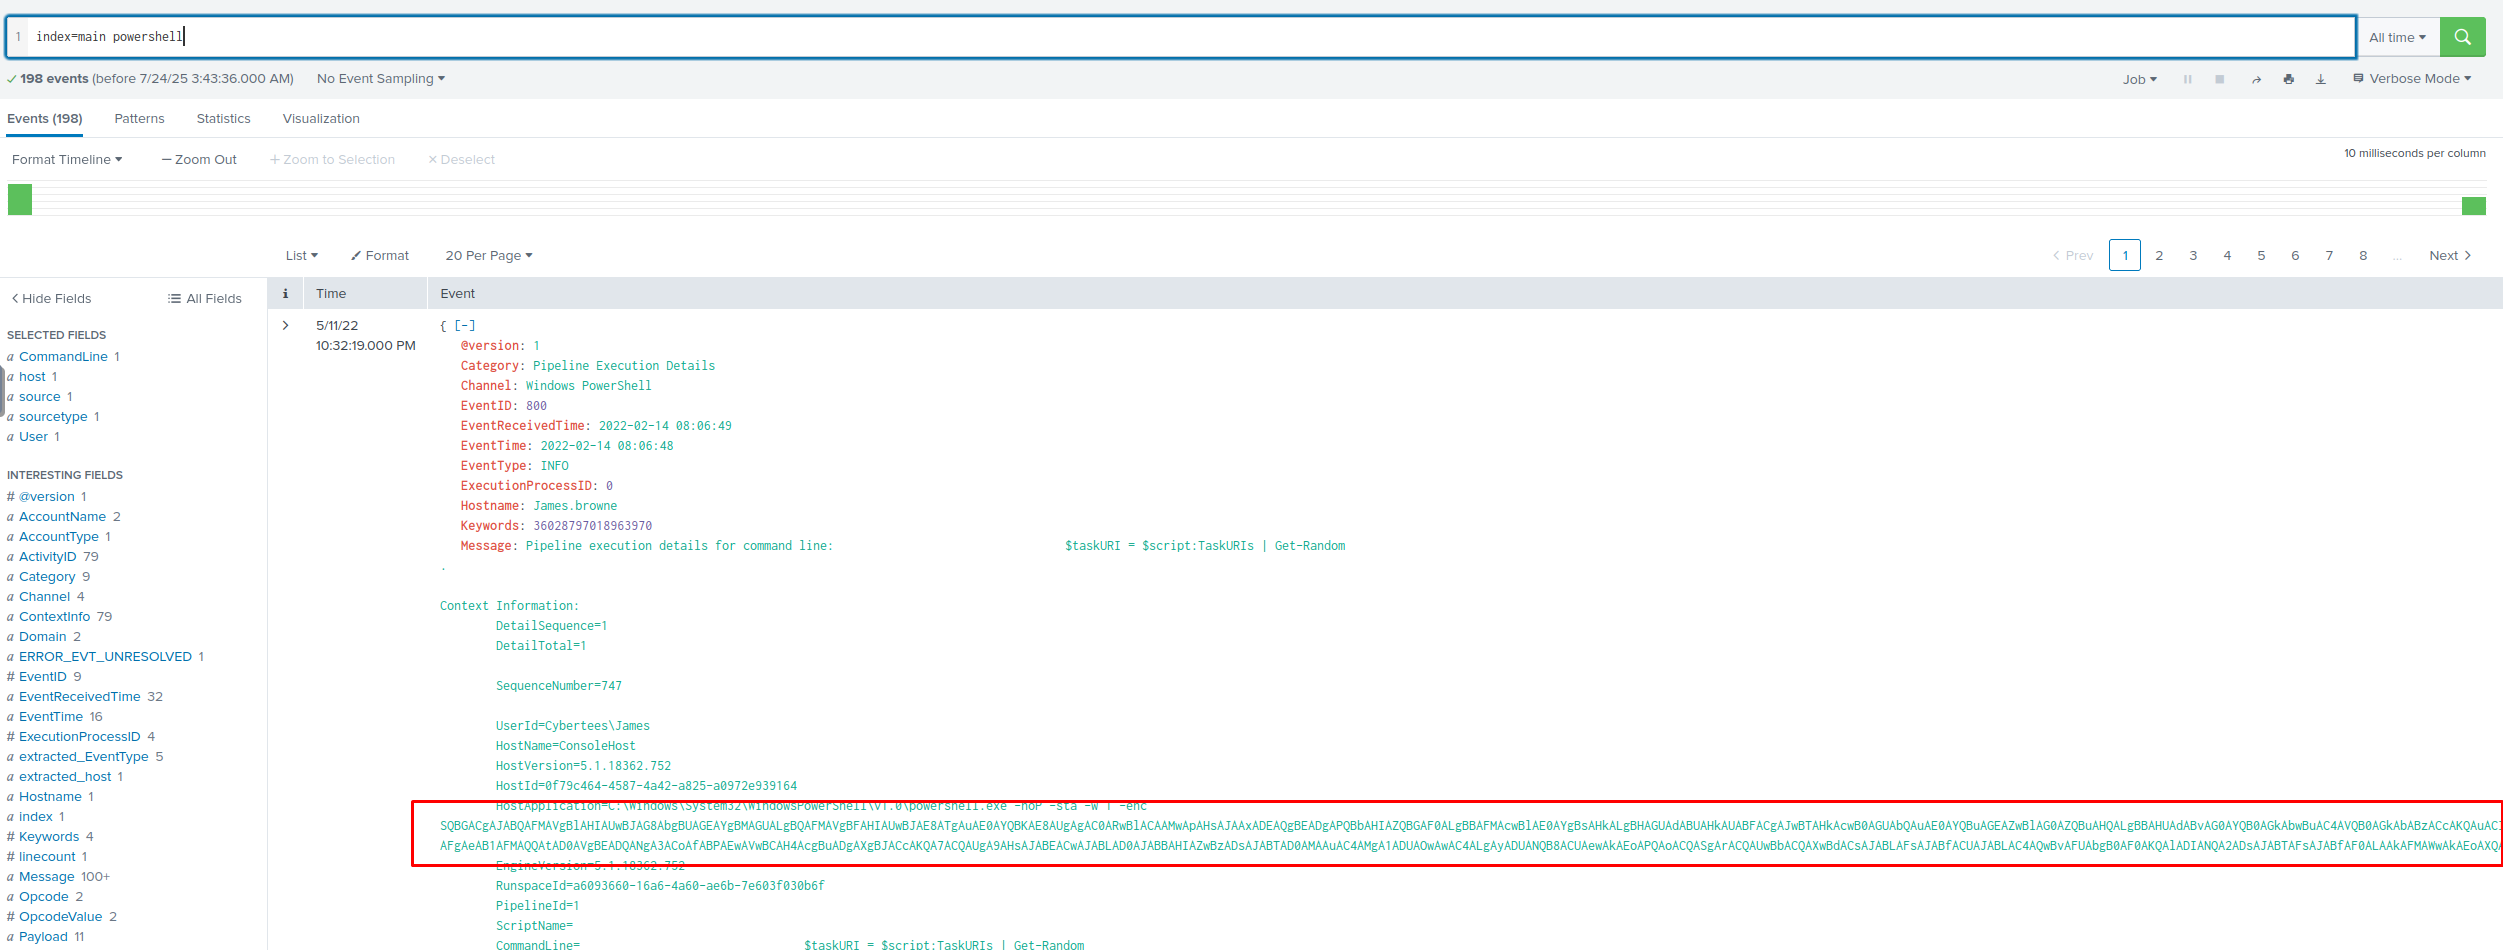 1 index=main powershell
All time
198 events (before 7/24/25 3:43:36.000 AM) No Event Sampling
Job Verbose Mode
Events (198) Patterns Statistics Visualization
Format Timeline — Zoom Out + Zoom to Selection × Deselect
10 milliseconds per column
List Format 20 Per Page
< Prev 1 2 3 4 5 6 7 8 ... Next >
< Hide Fields All Fields
SELECTED FIELDS
a CommandLine 1
a host 1
a source 1
a sourcetype 1
a User 1
INTERESTING FIELDS
# @version 1
a AccountName 2
a AccountType 1
a ActivityID 79
a Category 9
a Channel 4
a ContextInfo 79
a Domain 2
a ERROR_EVT_UNRESOLVED 1
# EventID 9
a EventReceivedTime 32
a EventTime 16
# ExecutionProcessID 4
a extracted_EventType 5
a extracted_host 1
a Hostname 1
a index 1
# Keywords 4
# linecount 1
a Message 100+
a Opcode 2
# OpcodeValue 2
a Payload 11
i Time Event
> 5/11/22
10:32:19.000 PM
{ [-]
@version: 1
Category: Pipeline Execution Details
Channel: Windows PowerShell
EventID: 800
EventReceivedTime: 2022-02-14 08:06:49
EventTime: 2022-02-14 08:06:48
EventType: INFO
ExecutionProcessID: 0
Hostname: James.browne
Keywords: 36028797018963970
Message: Pipeline execution details for command line: $taskURI = $script:TaskURIs | Get-Random
.
Context Information:
DetailSequence=1
DetailTotal=1
SequenceNumber=747
UserId=Cybertees\James
HostName=ConsoleHost
HostVersion=5.1.18362.752
HostId=0f79c464-4587-4a42-a825-a0972e939164
HostApplication=C:\Windows\System32\WindowsPowerShell\v1.0\powershell.exe -noP -sta -w 1 -enc
EngineVersion=5.1.18362.752
RunspaceId=a6093660-16a6-4a60-ae6b-7e603f030b6f
PipelineId=1
ScriptName=
CommandLine= $taskURI = $script:TaskURIs | Get-Random